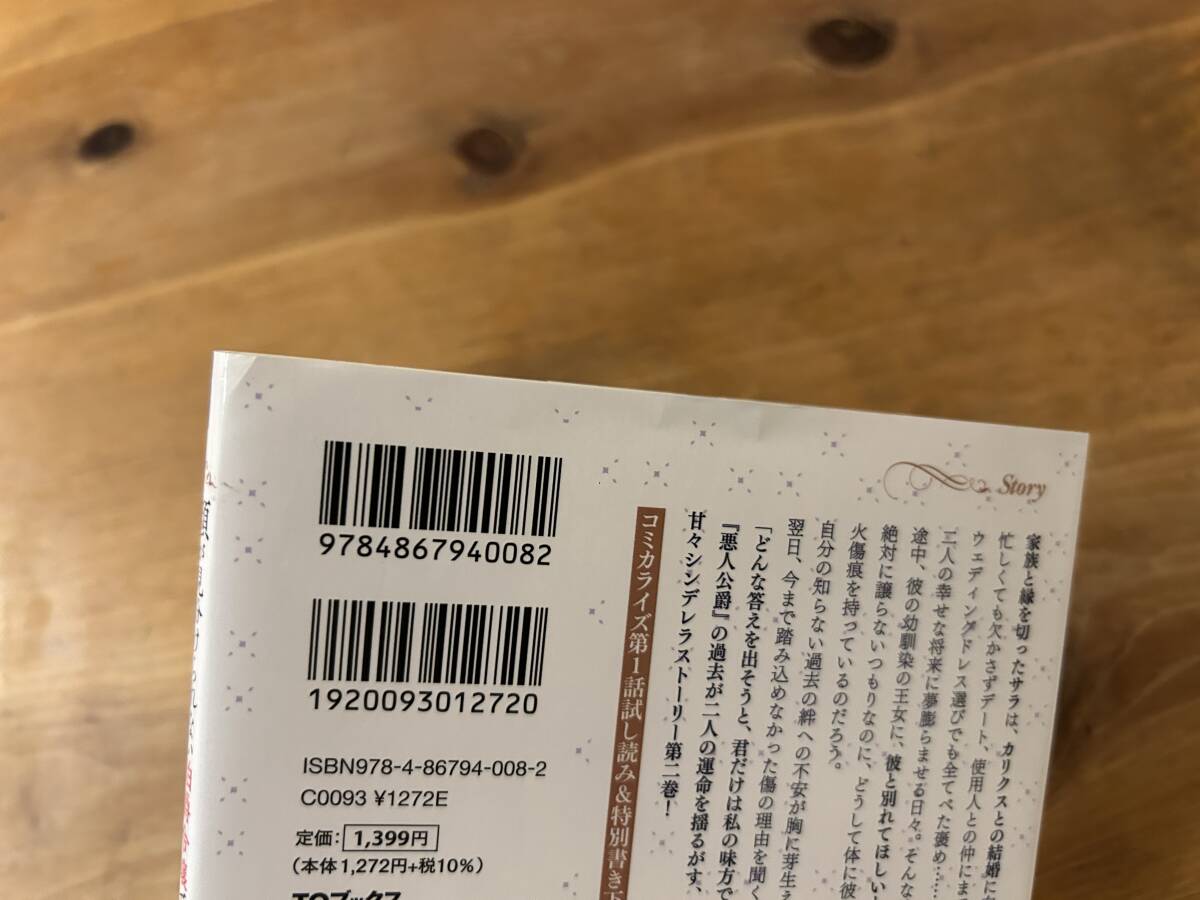 Story
家族と縁を切ったサラは、カリクスとの結婚に
忙しくても欠かさずデート、使用人との仲にま
ウェディングドレス選びでも全てべた褒め……
二人の幸せな将来に夢膨らませる日々。そんな
途中、彼の幼馴染の王女に、彼と別れてほしい
絶対に譲らないつもりなのに、どうして体に彼
火傷痕を持っているのだろう。
自分の知らない過去の絆への不安が胸に芽生え
翌日、今まで踏み込めなかった傷の理由を聞く
「どんな答えを出そうと、君だけは私の味方で
『悪人公爵』の過去が二人の運命を揺るがす、
甘々シンデレラストーリー第二巻！
コミカライズ第1話試し読み&特別書き下
9784867940082
1920093012720
ISBN978-4-86794-008-2
C0093 ¥1272E
定価：1,399円
(本体1,272円+税10%)
TOブックス